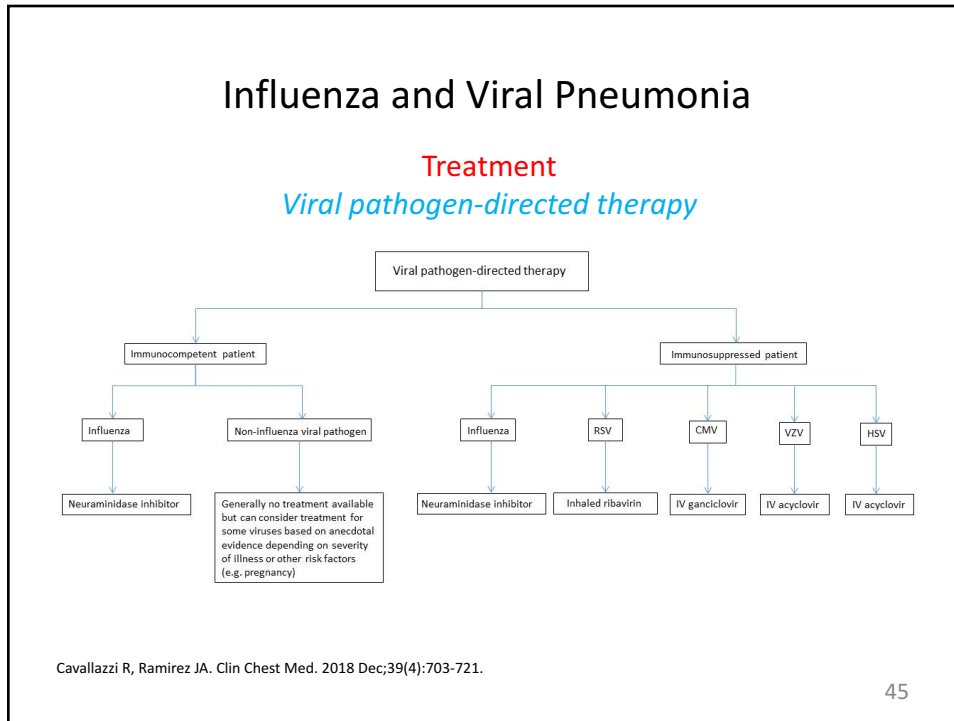 Influenza and Viral Pneumonia
Treatment
Viral pathogen-directed therapy
Viral pathogen-directed therapy
Immunocompetent patient
Immunosuppressed patient
Influenza
Non-influenza viral pathogen
Influenza
RSV
CMV
VZV
HSV
Neuraminidase inhibitor
Generally no treatment available
but can consider treatment for
some viruses based on anecdotal
evidence depending on severity
of illness or other risk factors
(e.g. pregnancy)
Neuraminidase inhibitor
Inhaled ribavirin
IV ganciclovir
IV acyclovir
IV acyclovir
Cavallazzi R, Ramirez JA. Clin Chest Med. 2018 Dec;39(4):703-721.
45